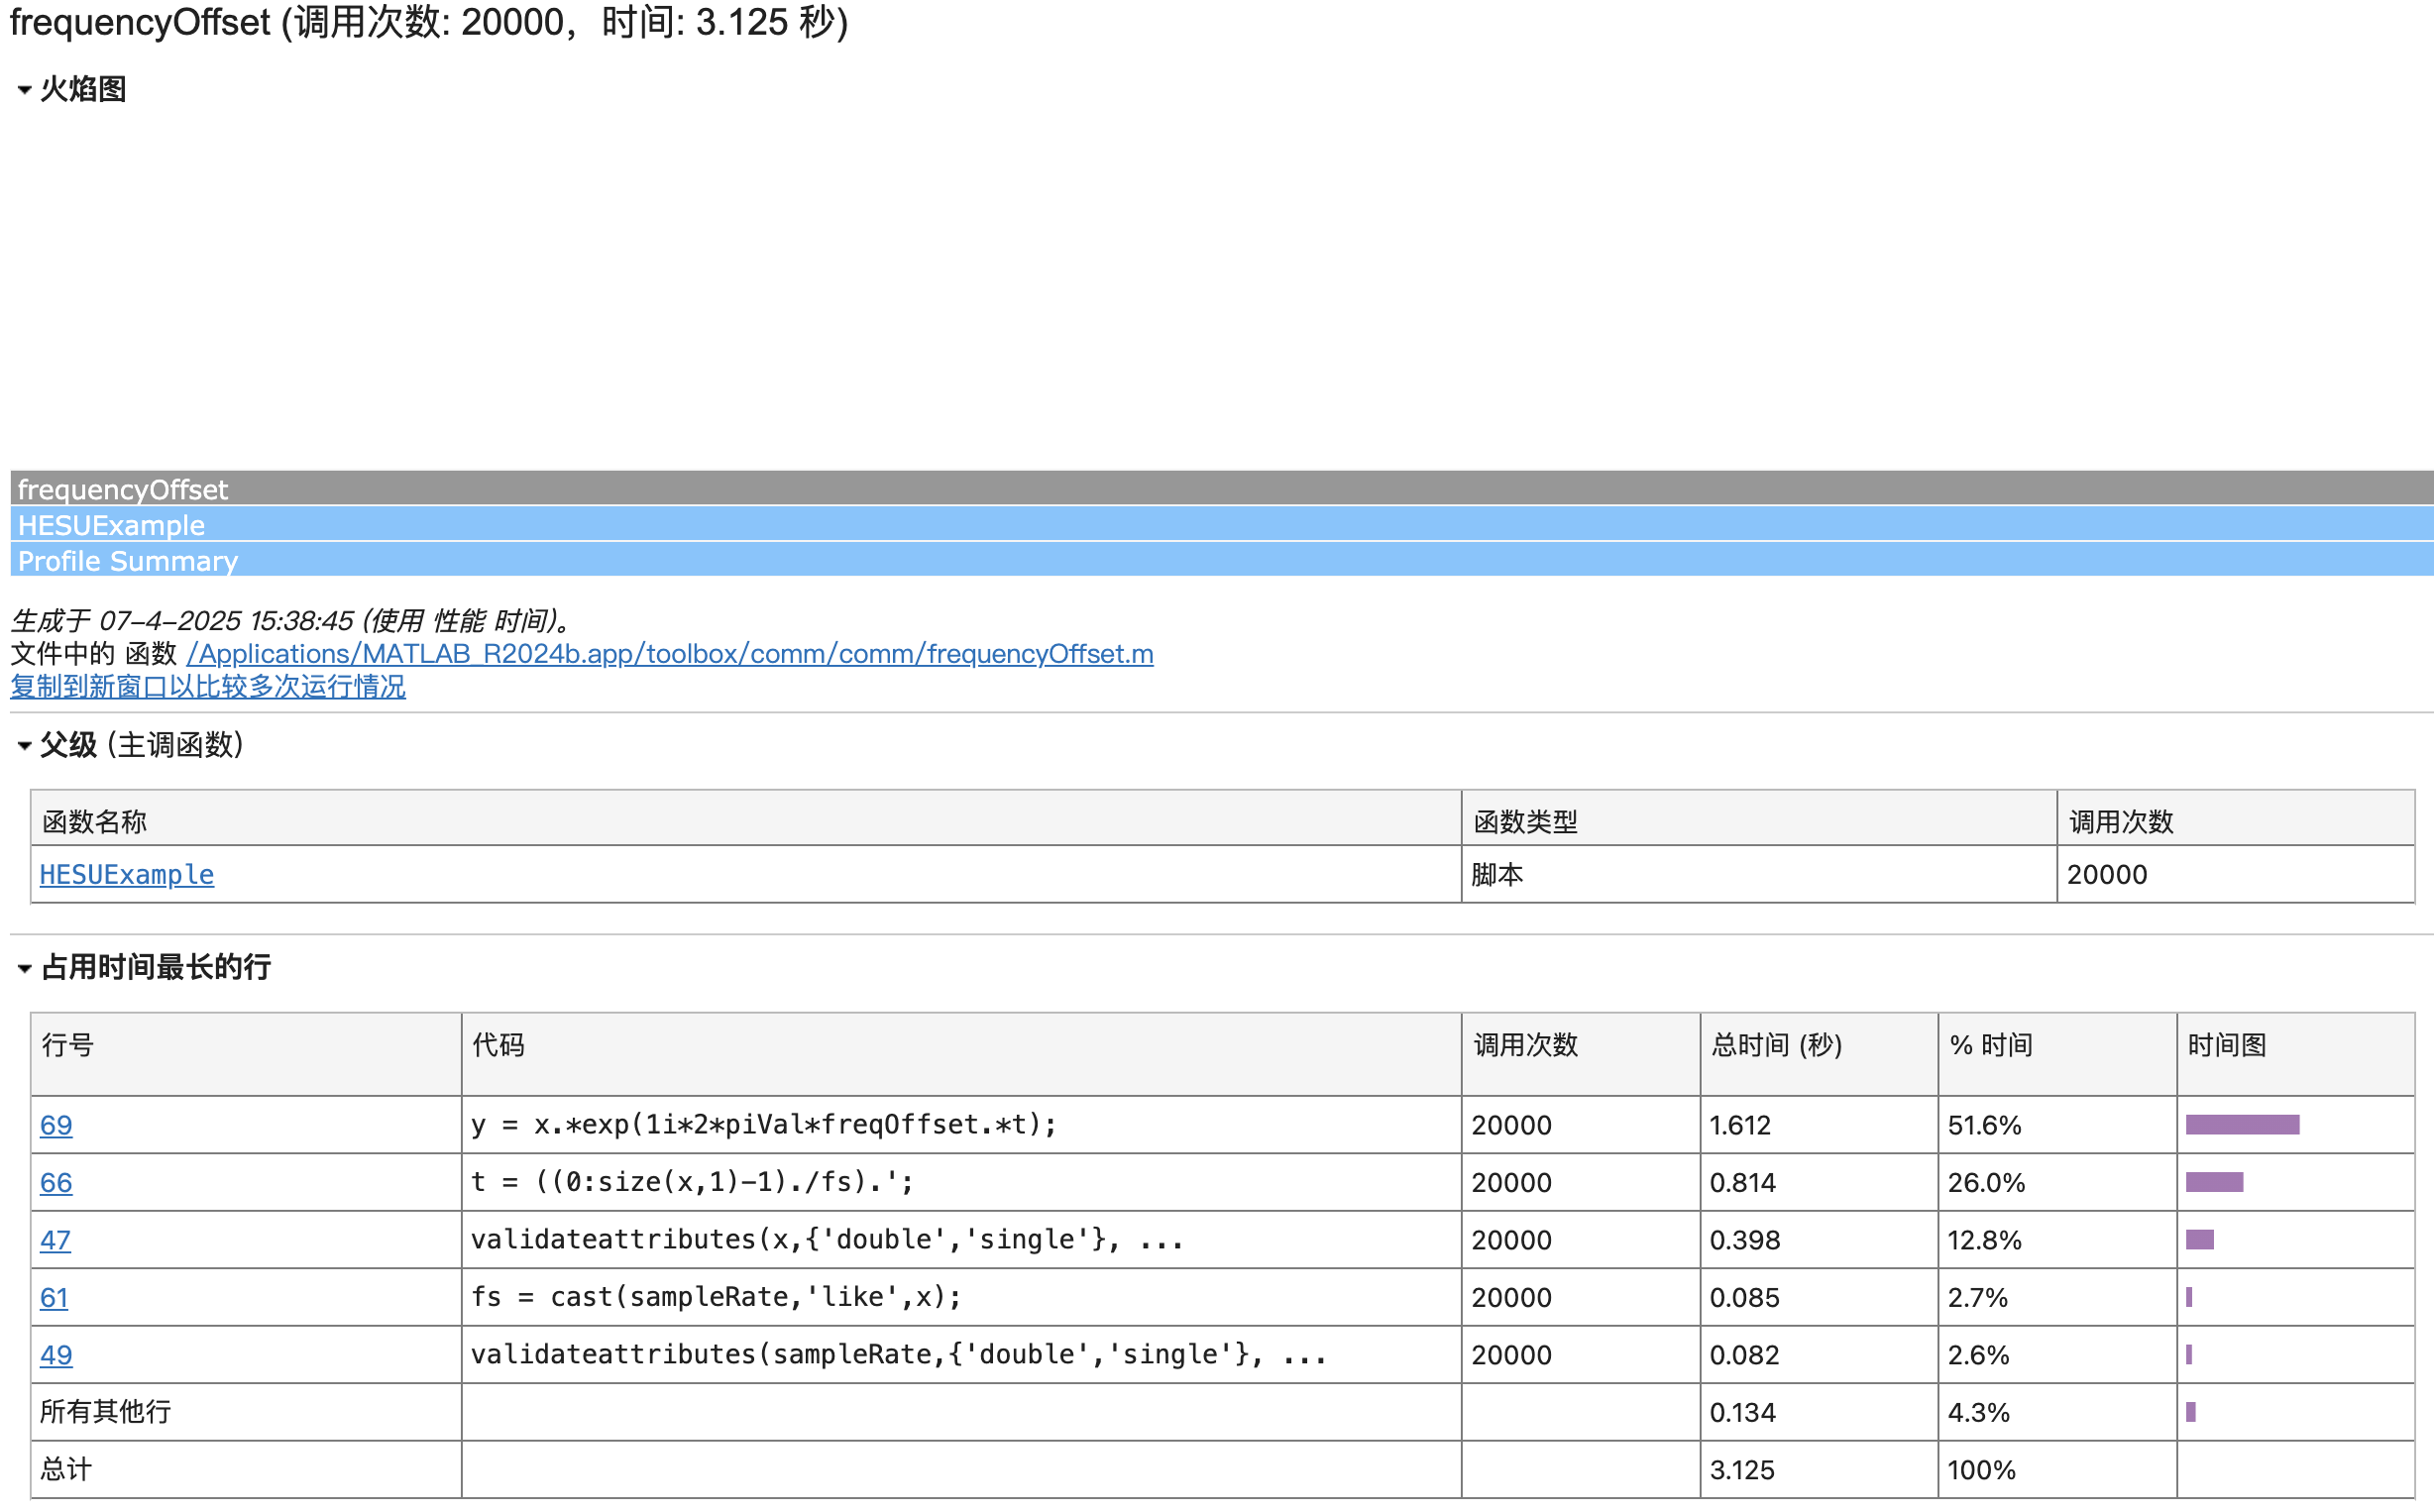 frequencyOffset (调用次数: 20000，时间: 3.125 秒)
火焰图
frequencyOffset
HESUExample
Profile Summary
生成于 07-4-2025 15:38:45 (使用 性能 时间)。
文件中的 函数 /Applications/MATLAB_R2024b.app/toolbox/comm/comm/frequencyOffset.m
复制到新窗口以比较多次运行情况
父级 (主调函数)
函数名称 函数类型 调用次数
HESUExample 脚本 20000
占用时间最长的行
行号 代码 调用次数 总时间 (秒) % 时间 时间图
69 y = x.*exp(1i*2*piVal*freqOffset.*t); 20000 1.612 51.6%
66 t = ((0:size(x,1)-1)./fs).'; 20000 0.814 26.0%
47 validateattributes(x,{'double','single'}, ... 20000 0.398 12.8%
61 fs = cast(sampleRate,'like',x); 20000 0.085 2.7%
49 validateattributes(sampleRate,{'double','single'}, ... 20000 0.082 2.6%
所有其他行 0.134 4.3%
总计 3.125 100%